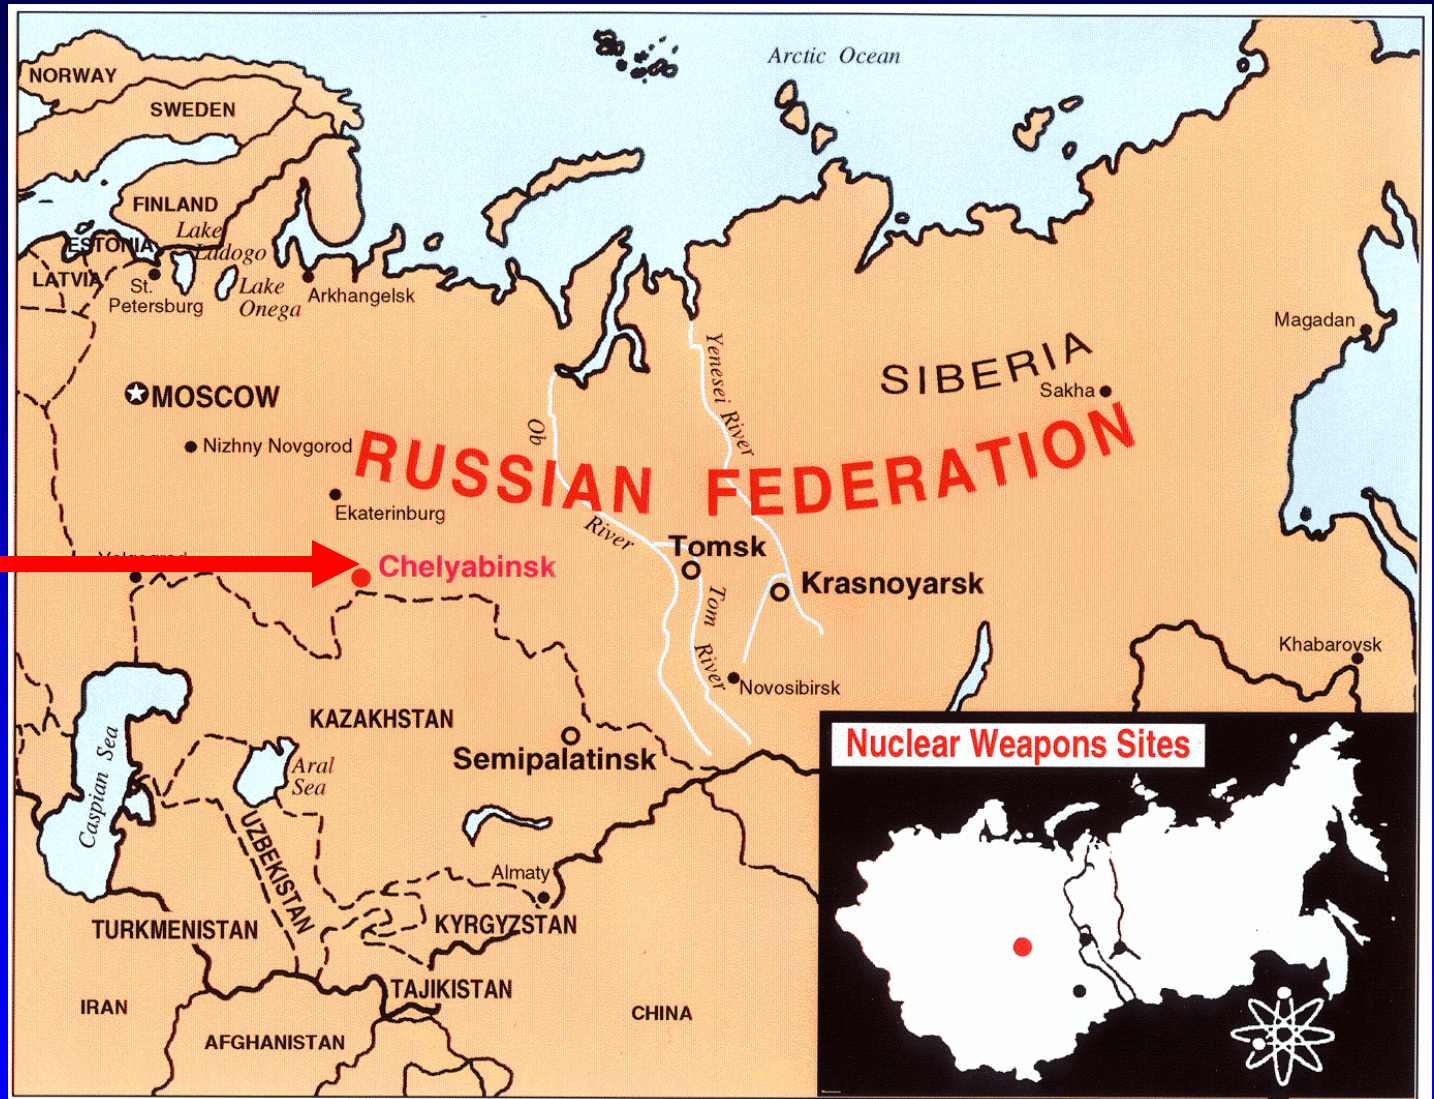 Arctic Ocean
NORWAY
SWEDEN
FINLAND
Lake
Ladogo
ESTONIA
LATVIA
St.
Petersburg
Lake
Onega
Arkhangelsk
Magadan
SIBERIA
Sakha
Yenesei River
MOSCOW
Nizhny Novgorod
RUSSIAN FEDERATION
Ob
River
Ekaterinburg
Volgograd
Chelyabinsk
Tomsk
Krasnoyarsk
Tom
River
Khabarovsk
Novosibirsk
KAZAKHSTAN
Semipalatinsk
Caspian Sea
Aral
Sea
UZBEKISTAN
Almaty
TURKMENISTAN
KYRGYZSTAN
TAJIKISTAN
IRAN
AFGHANISTAN
CHINA
Nuclear Weapons Sites